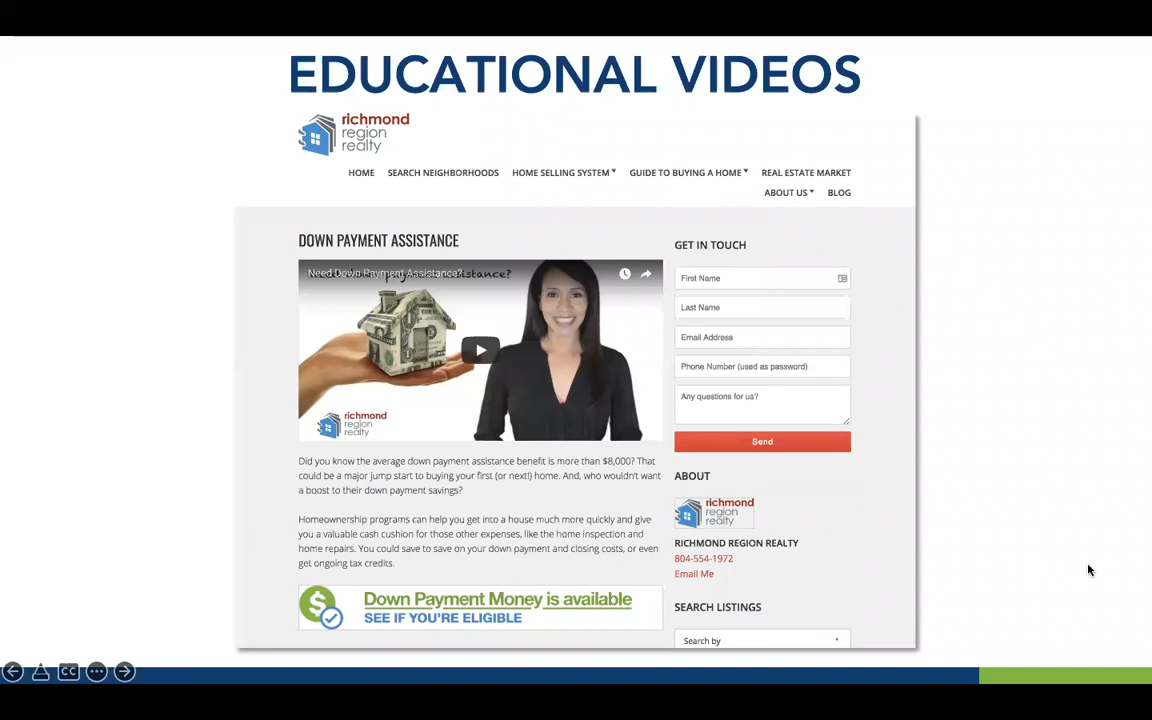 EDUCATIONAL VIDEOS
richmond
region
realty
HOME SEARCH NEIGHBORHOODS HOME SELLING SYSTEM GUIDE TO BUYING A HOME REAL ESTATE MARKET
ABOUT US BLOG
DOWN PAYMENT ASSISTANCE
Need Down Payment Assistance?
richmond
region
realty
Did you know the average down payment assistance benefit is more than $8,000? That
could be a major jump start to buying your first (or next!) home. And, who wouldn't want
a boost to their down payment savings?
Homeownership programs can help you get into a house much more quickly and give
you a valuable cash cushion for those other expenses, like the home inspection and
home repairs. You could save to save on your down payment and closing costs, or even
get ongoing tax credits.
$
Down Payment Money is available
SEE IF YOU'RE ELIGIBLE
GET IN TOUCH
First Name
Last Name
Email Address
Phone Number (used as password)
Any questions for us?
Send
ABOUT
richmond
region
realty
RICHMOND REGION REALTY
804-554-1972
Email Me
SEARCH LISTINGS
Search by
CC